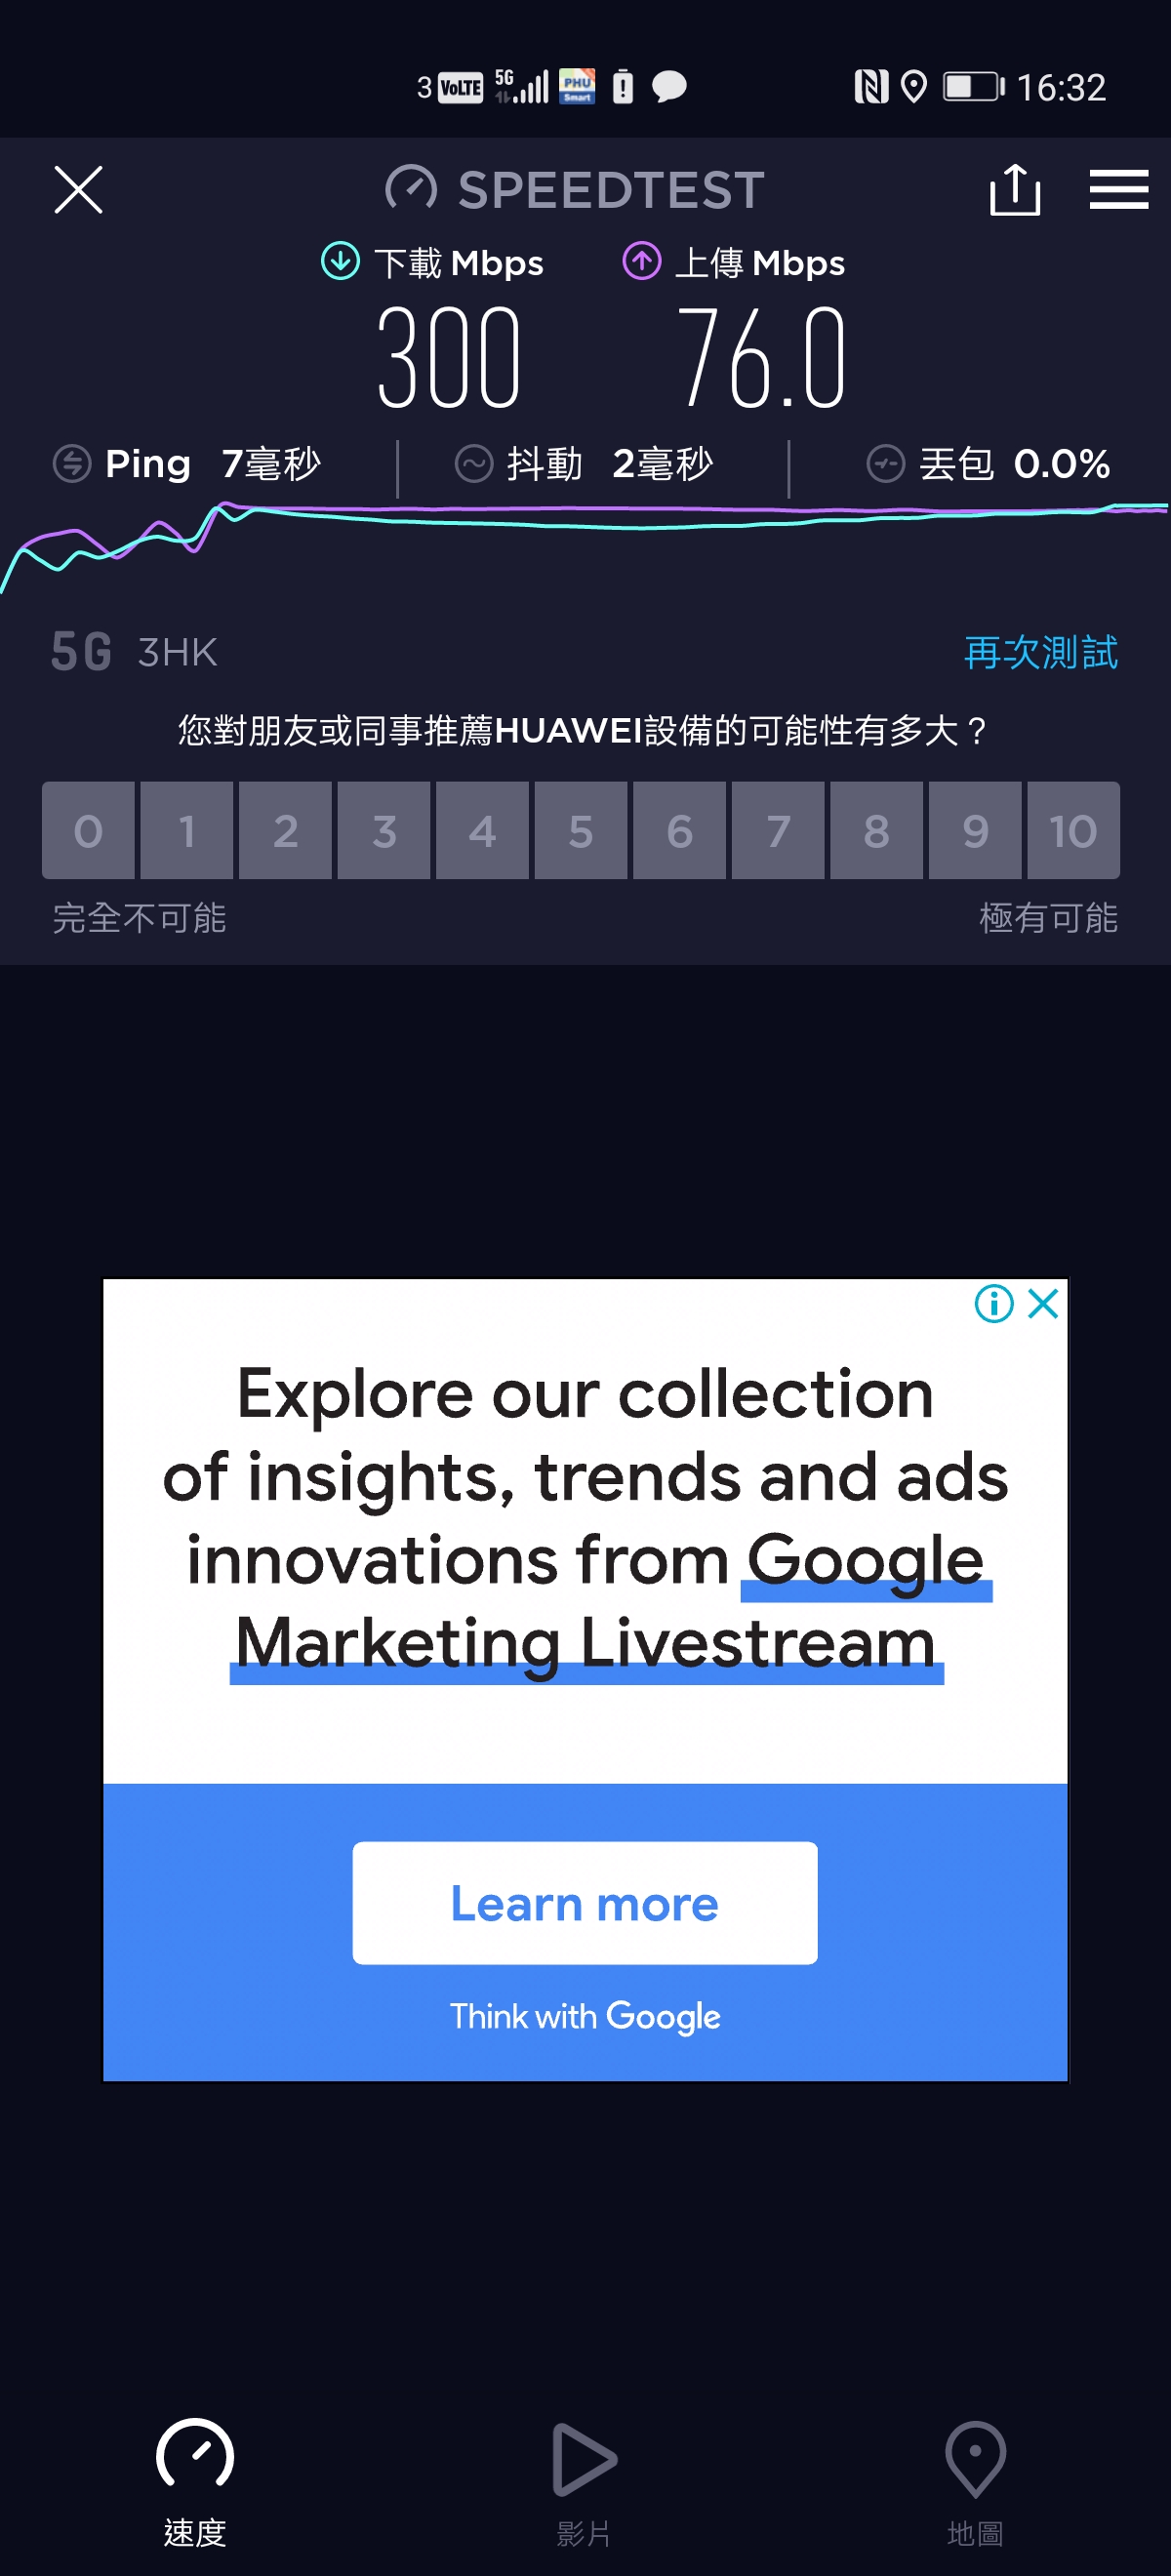 3 VoLTE 5G PHU Smart 16:32
SPEEDTEST
下載 Mbps 上傳 Mbps
300 76.0
Ping 7毫秒 抖動 2毫秒 丟包 0.0%
5G 3HK 再次測試
您對朋友或同事推薦HUAWEI設備的可能性有多大？
0 1 2 3 4 5 6 7 8 9 10
完全不可能 極有可能
Explore our collection
of insights, trends and ads
innovations from Google
Marketing Livestream
Learn more
Think with Google
速度 影片 地圖